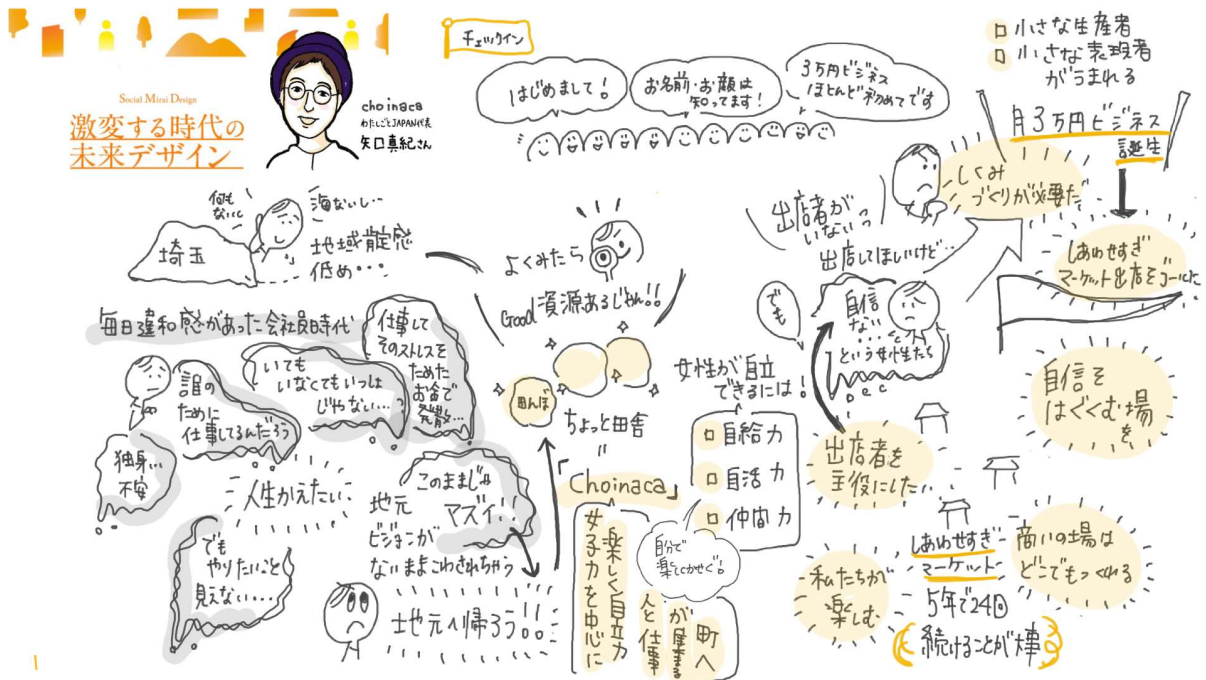 Social Mirai Design
激変する時代の
未来デザイン
choinaca
わたしごとJAPAN代表
矢口真紀さん
チェックイン
はじめまして!
お名前・お顔は
知ってます!
3万円ビジネス
ほとんど初めてです
小さな生産者
小さな表現者
がうまれる
月3万円ビジネス
誕生
しくみ
づくりが必要だ
しあわせすぎ
マーケット出店をゴールに
何も
ないし
海ないし…
埼玉
地域肯定感
低め…
よくみたら
Good資源あるじゃん!!
田んぼ
ちょっと田舎
=
「Choinaca」
出店者が
いないっ
出店してほしいけど…
でも
自信
ない…
という女性たち
毎日違和感があった会社員時代
誰の
ために
仕事してるんだろう
いても
いなくてもいっしょ
じゃない…
仕事して
そのストレスを
ためた
お金で
発散…
独身…
不安
人生かえたい
でも
やりたいこと
見えない…
このままじゃ
マズイ…
地元
ビジョンが
ないままこわされちゃう
地元へ帰ろう!!
女性が自立
できるには!
自給力
自活力
仲間力
自分で
楽しくかせぐ!
楽しく自立力
女子力を中心に
人と仕事
が産まれる
町へ
出店者を
主役にしたい
私たちが
楽しむ
自信を
はぐくむ場
を
しあわせすぎ
マーケット
5年で24回
続けることが大事
商いの場は
どこでもつくれる
1